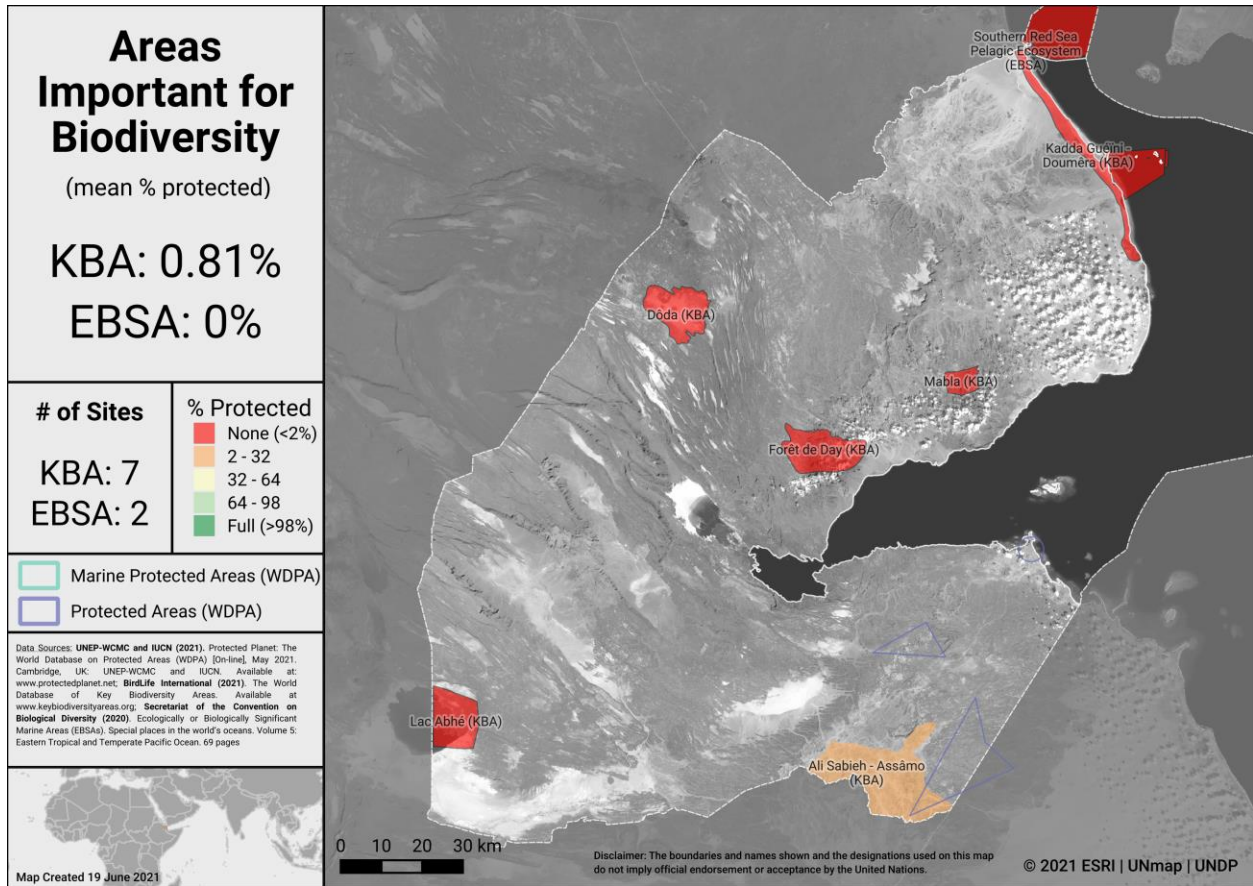 Areas
Important for
Biodiversity
(mean % protected)
KBA: 0.81%
EBSA: 0%
# of Sites
KBA: 7
EBSA: 2
% Protected
None (<2%)
2 - 32
32 - 64
64 - 98
Full (>98%)
Marine Protected Areas (WDPA)
Protected Areas (WDPA)
Data Sources: UNEP-WCMC and IUCN (2021). Protected Planet: The
World Database on Protected Areas (WDPA) [On-line], May 2021.
Cambridge, UK: UNEP-WCMC and IUCN. Available at:
www.protectedplanet.net; BirdLife International (2021). The World
Database of Key Biodiversity Areas. Available at
www.keybiodiversityareas.org; Secretariat of the Convention on
Biological Diversity (2020). Ecologically or Biologically Significant
Marine Areas (EBSAs). Special places in the world's oceans. Volume 5:
Eastern Tropical and Temperate Pacific Ocean. 69 pages
Map Created 19 June 2021
Southern Red Sea
Pelagic Ecosystem
(EBSA)
Kadda Guéïni -
Doumêra (KBA)
Dôda (KBA)
Mabla (KBA)
Forêt de Day (KBA)
Lac Abhé (KBA)
Ali Sabieh - Assâmo
(KBA)
0 10 20 30 km
Disclaimer: The boundaries and names shown and the designations used on this map
do not imply official endorsement or acceptance by the United Nations.
© 2021 ESRI | UNmap | UNDP